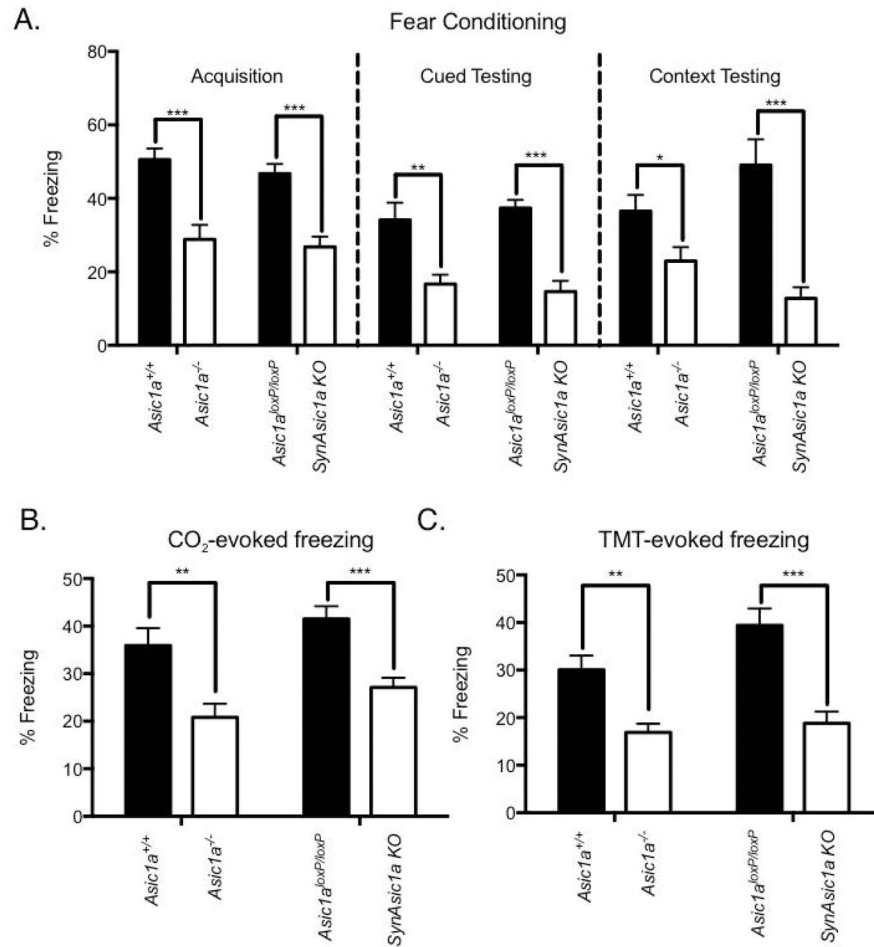 A.
Fear Conditioning
80
60
40
20
0
% Freezing
Acquisition
Cued Testing
Context Testing
***
***
**
***
*
***
Asic1a+/+
Asic1a-/-
Asic1aloxP/loxP
SynAsic1a KO
Asic1a+/+
Asic1a-/-
Asic1aloxP/loxP
SynAsic1a KO
Asic1a+/+
Asic1a-/-
Asic1aloxP/loxP
SynAsic1a KO
B.
CO2-evoked freezing
50
40
30
20
10
0
% Freezing
**
***
Asic1a+/+
Asic1a-/-
Asic1aloxP/loxP
SynAsic1a KO
C.
TMT-evoked freezing
50
40
30
20
10
0
% Freezing
**
***
Asic1a+/+
Asic1a-/-
Asic1aloxP/loxP
SynAsic1a KO